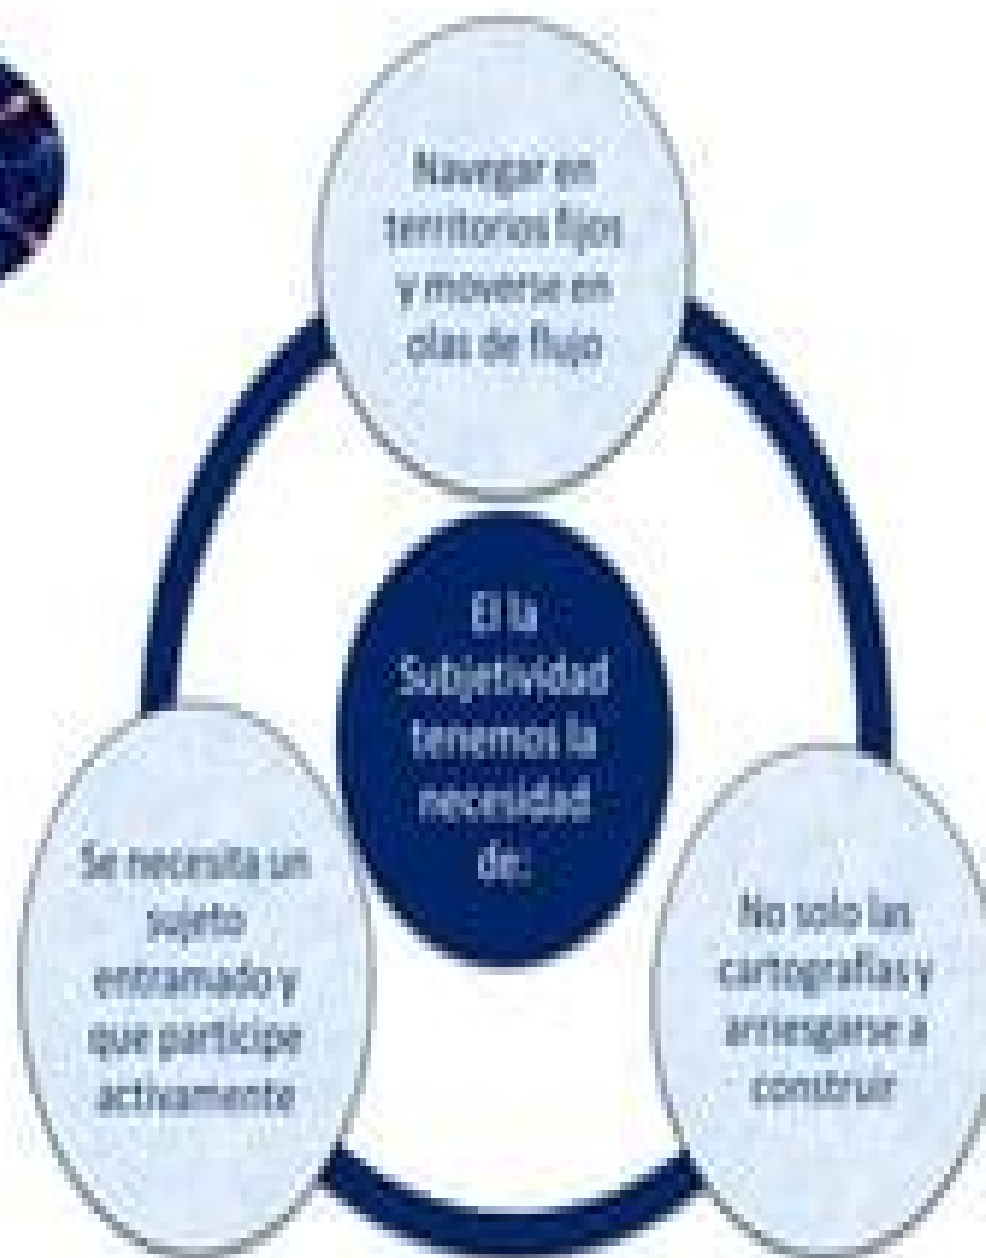 Navegar en
territorios fijos
y moverse en
olas de flujo
El la
Subjetividad
tenemos la
necesidad
de:
No solo las
cartografías y
arriesgarse a
construir
Se necesita un
sujeto
entramado y
que participe
activamente